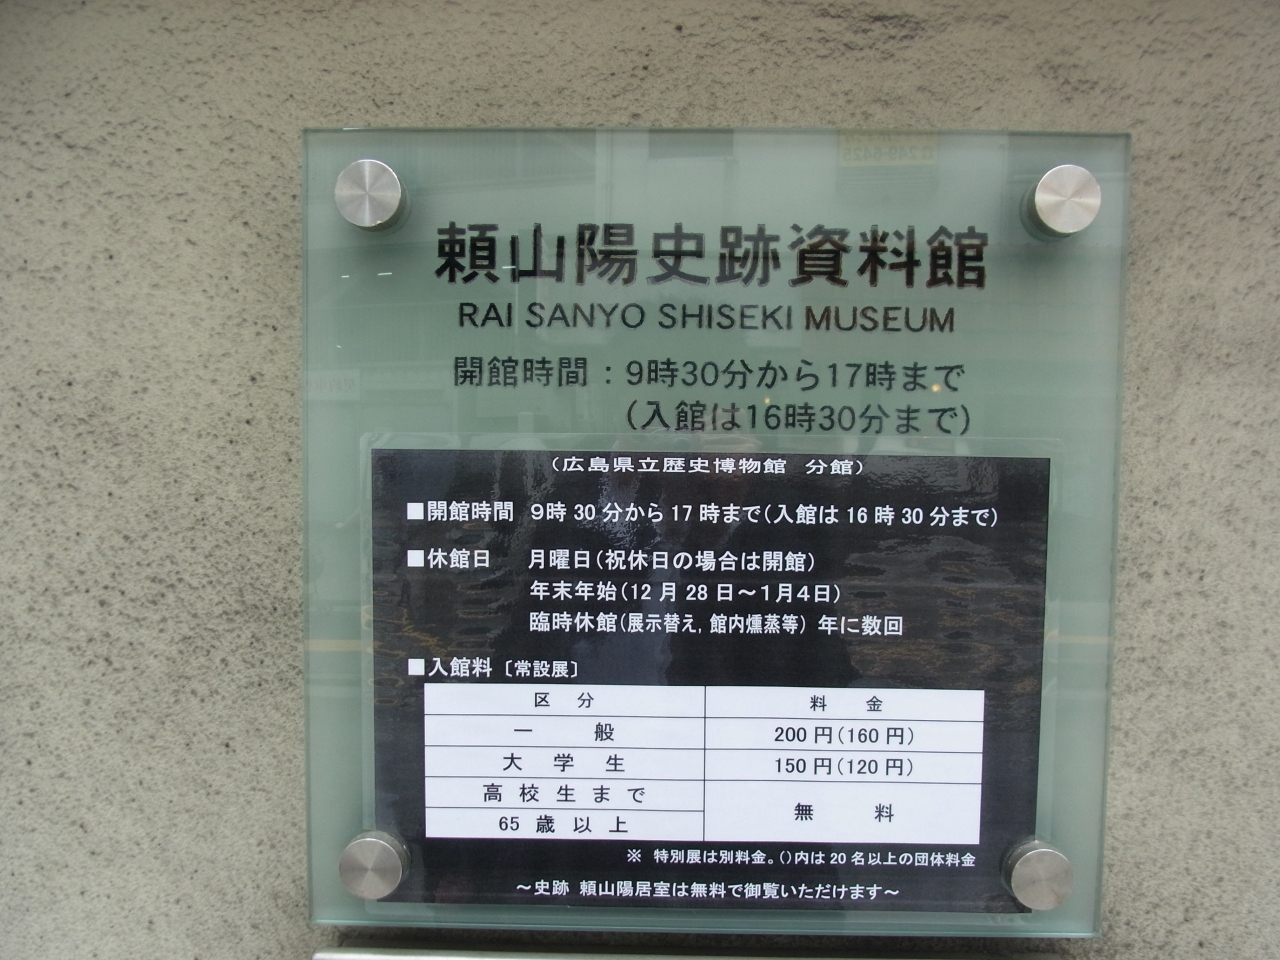 頼山陽史跡資料館
RAI SANYO SHISEKI MUSEUM
開館時間：9時30分から17時まで
（入館は16時30分まで）
（広島県立歴史博物館 分館）
■開館時間 9時30分から17時まで（入館は16時30分まで）
■休館日 月曜日（祝休日の場合は開館）
年末年始（12月28日～1月4日）
臨時休館（展示替え，館内燻蒸等） 年に数回
■入館料〔常設展〕
区分 料金
一般 200円（160円）
大学生 150円（120円）
高校生まで 無料
65歳以上
※ 特別展は別料金。（）内は20名以上の団体料金
～史跡 頼山陽居室は無料で御覧いただけます～